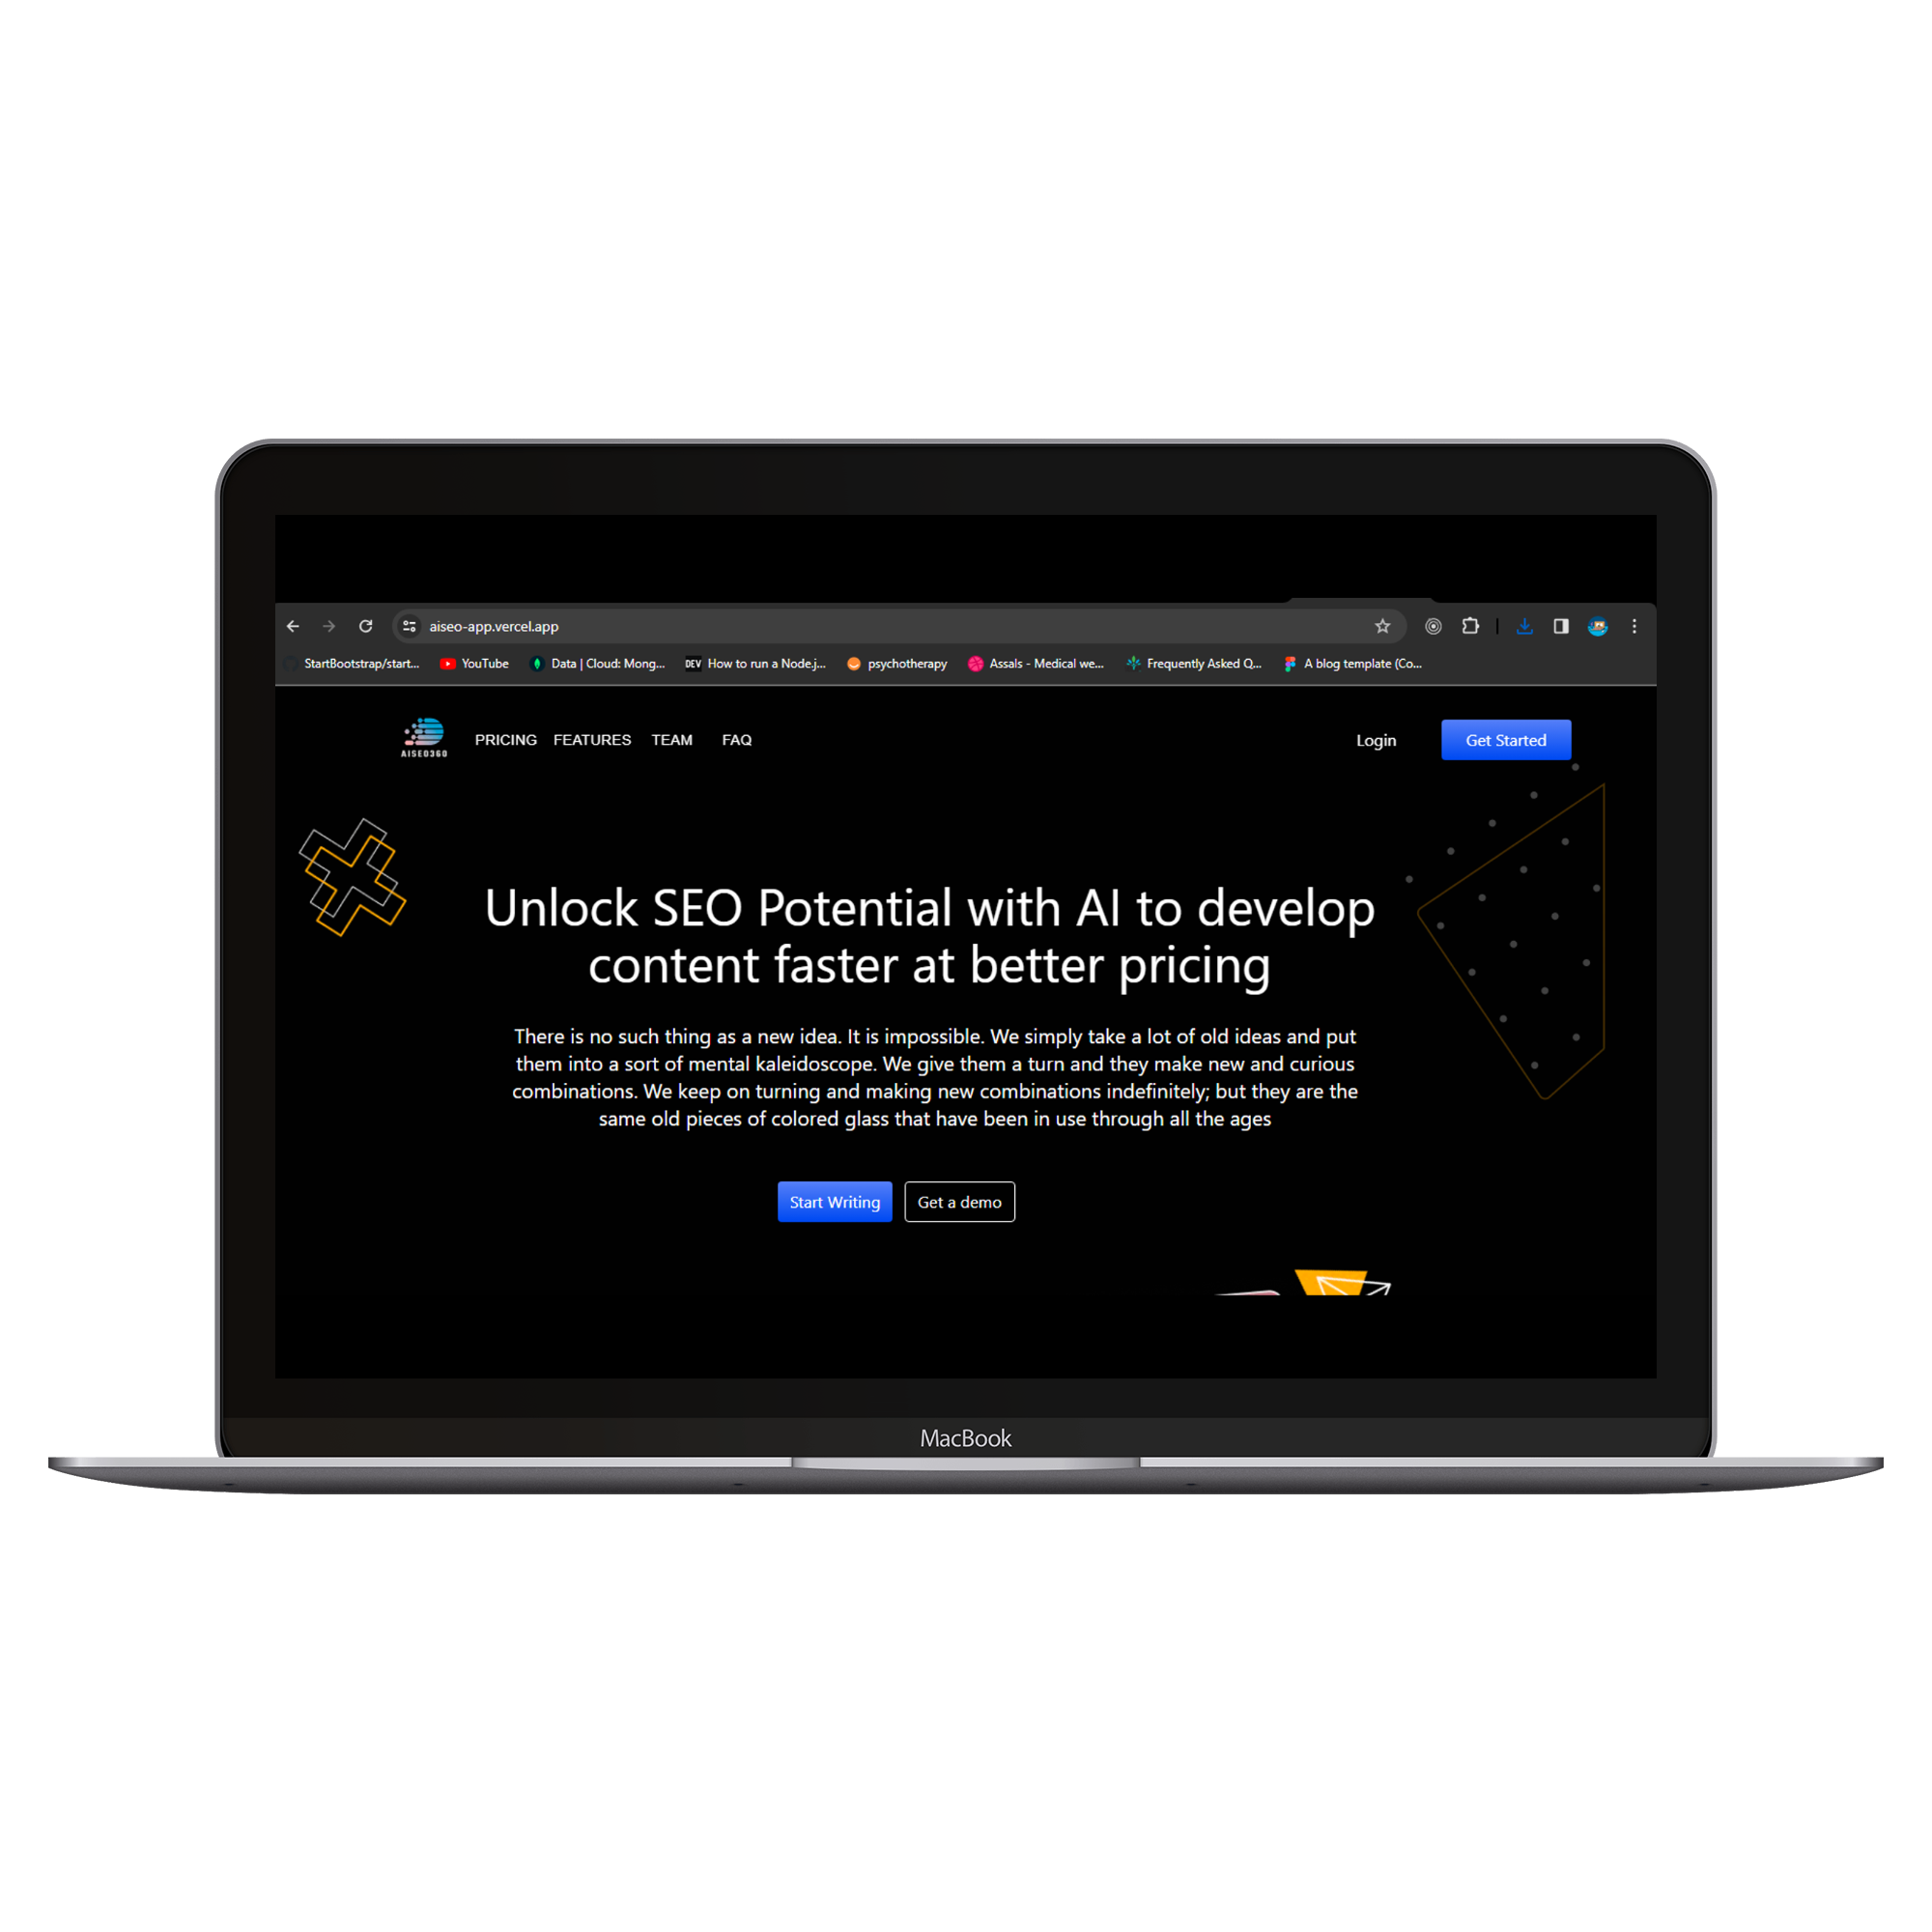 aiseo-app.vercel.app
StartBootstrap/start... YouTube Data | Cloud: Mong... DEV How to run a Node.j... psychotherapy Assals - Medical we... Frequently Asked Q... A blog template (Co...
AISEO360 PRICING FEATURES TEAM FAQ Login Get Started
Unlock SEO Potential with AI to develop
content faster at better pricing
There is no such thing as a new idea. It is impossible. We simply take a lot of old ideas and put
them into a sort of mental kaleidoscope. We give them a turn and they make new and curious
combinations. We keep on turning and making new combinations indefinitely; but they are the
same old pieces of colored glass that have been in use through all the ages
Start Writing Get a demo
MacBook